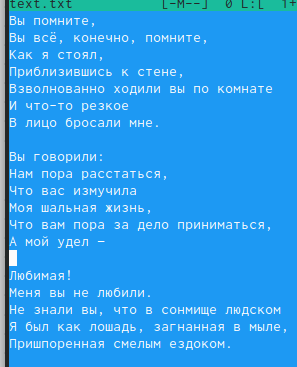 text.txt [-M--] 0 L:[ 1+
Вы помните,
Вы всё, конечно, помните,
Как я стоял,
Приблизившись к стене,
Взволнованно ходили вы по комнате
И что-то резкое
В лицо бросали мне.

Вы говорили:
Нам пора расстаться,
Что вас измучила
Моя шальная жизнь,
Что вам пора за дело приниматься,
А мой удел —

Любимая!
Меня вы не любили.
Не знали вы, что в сонмище людском
Я был как лошадь, загнанная в мыле,
Пришпоренная смелым ездоком.